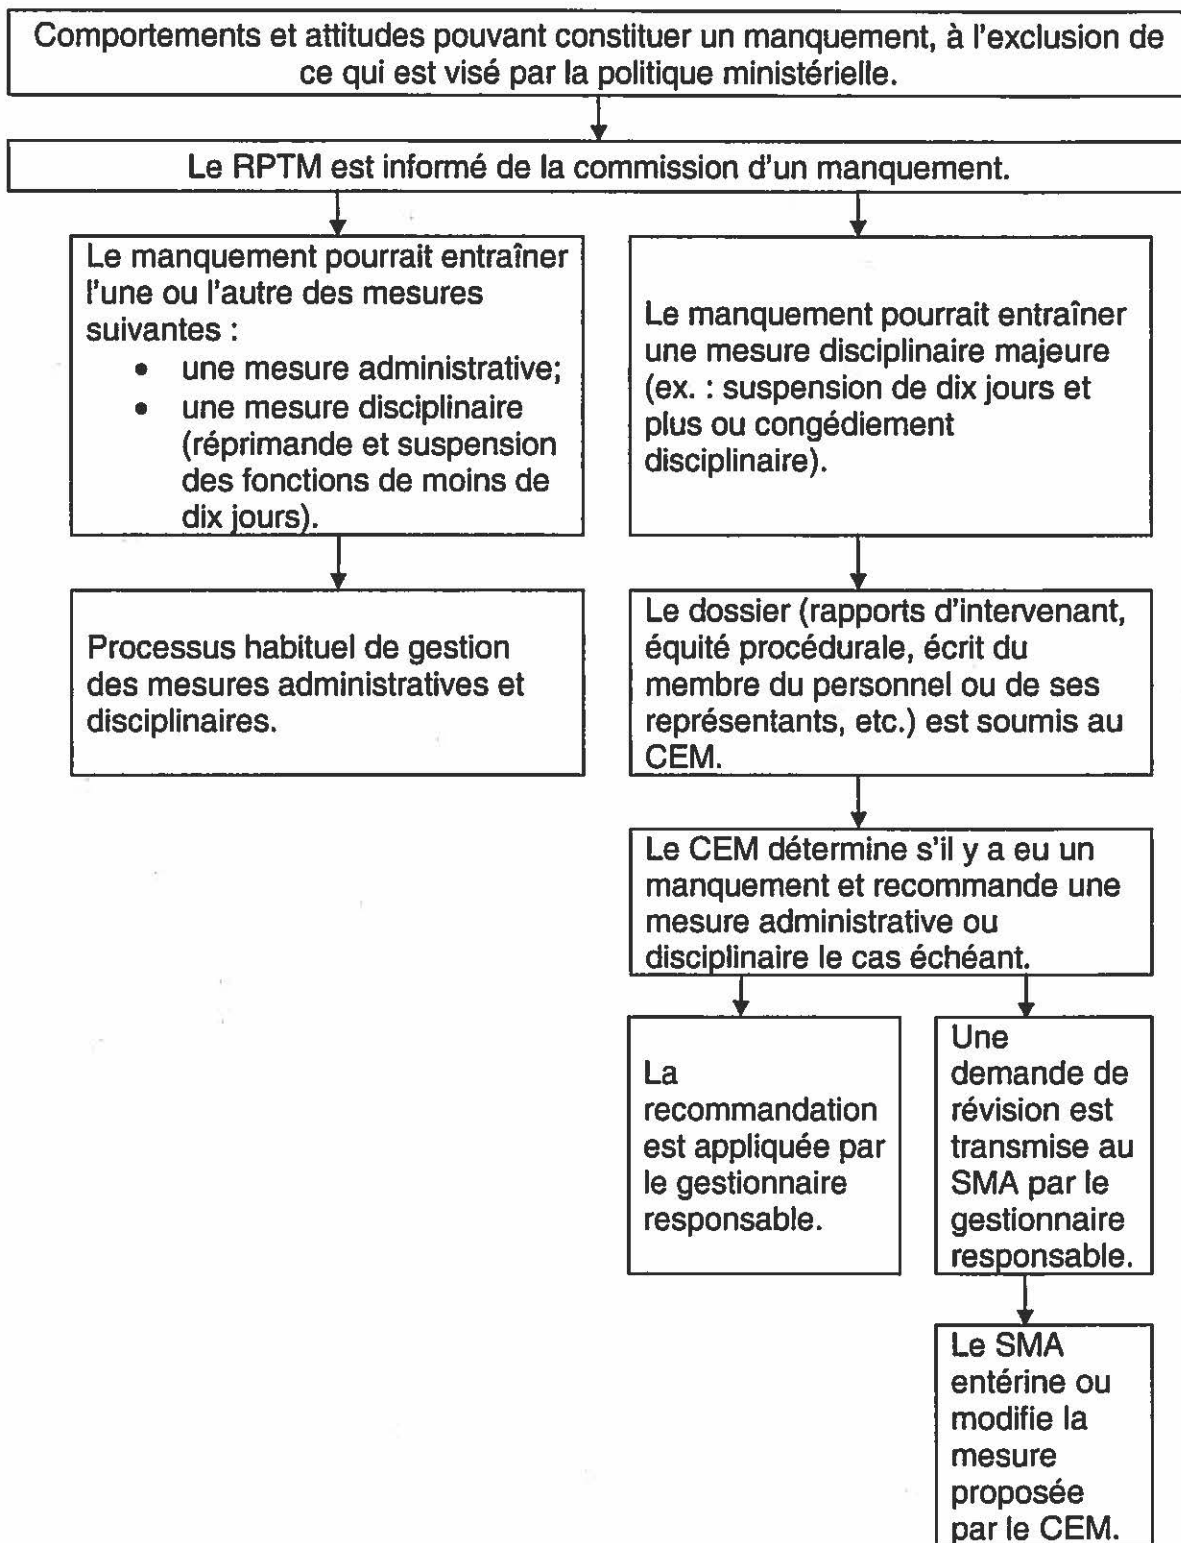 Comportements et attitudes pouvant constituer un manquement, à l'exclusion de
ce qui est visé par la politique ministérielle.
Le RPTM est informé de la commission d'un manquement.
Le manquement pourrait entraîner
l'une ou l'autre des mesures
suivantes :
• une mesure administrative;
• une mesure disciplinaire
(réprimande et suspension
des fonctions de moins de
dix jours).
Le manquement pourrait entraîner
une mesure disciplinaire majeure
(ex. : suspension de dix jours et
plus ou congédiement
disciplinaire).
Processus habituel de gestion
des mesures administratives et
disciplinaires.
Le dossier (rapports d'intervenant,
équité procédurale, écrit du
membre du personnel ou de ses
représentants, etc.) est soumis au
CEM.
Le CEM détermine s'il y a eu un
manquement et recommande une
mesure administrative ou
disciplinaire le cas échéant.
La
recommandation
est appliquée par
le gestionnaire
responsable.
Une
demande de
révision est
transmise au
SMA par le
gestionnaire
responsable.
Le SMA
entérine ou
modifie la
mesure
proposée
par le CEM.